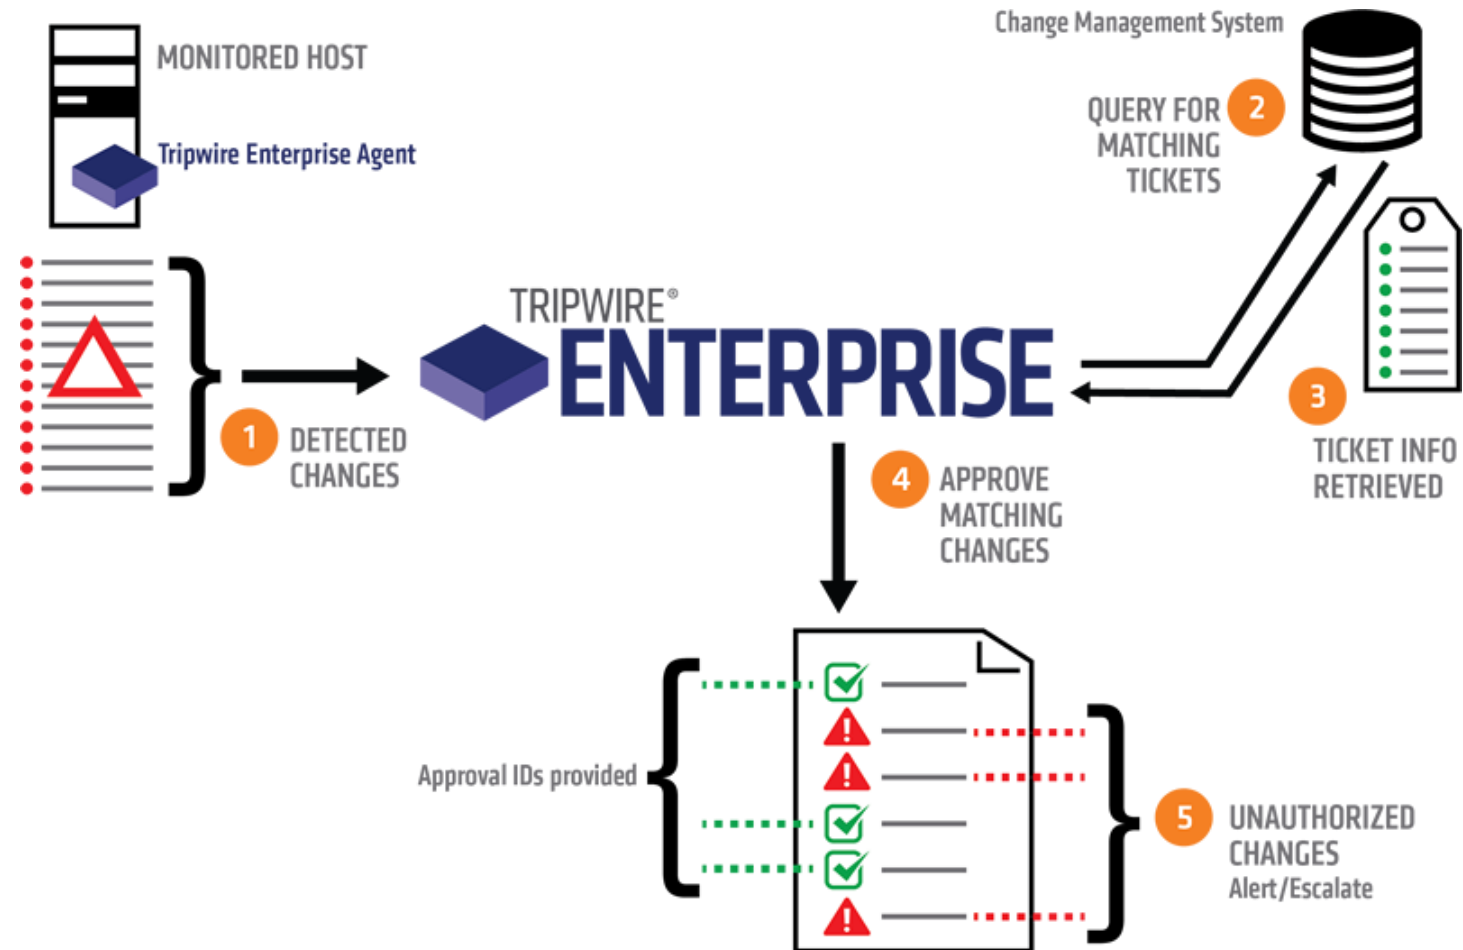 MONITORED HOST
Tripwire Enterprise Agent
Change Management System
2
QUERY FOR
MATCHING
TICKETS
1
DETECTED
CHANGES
TRIPWIRE®
ENTERPRISE
3
TICKET INFO
RETRIEVED
4
APPROVE
MATCHING
CHANGES
Approval IDs provided
5
UNAUTHORIZED
CHANGES
Alert/Escalate